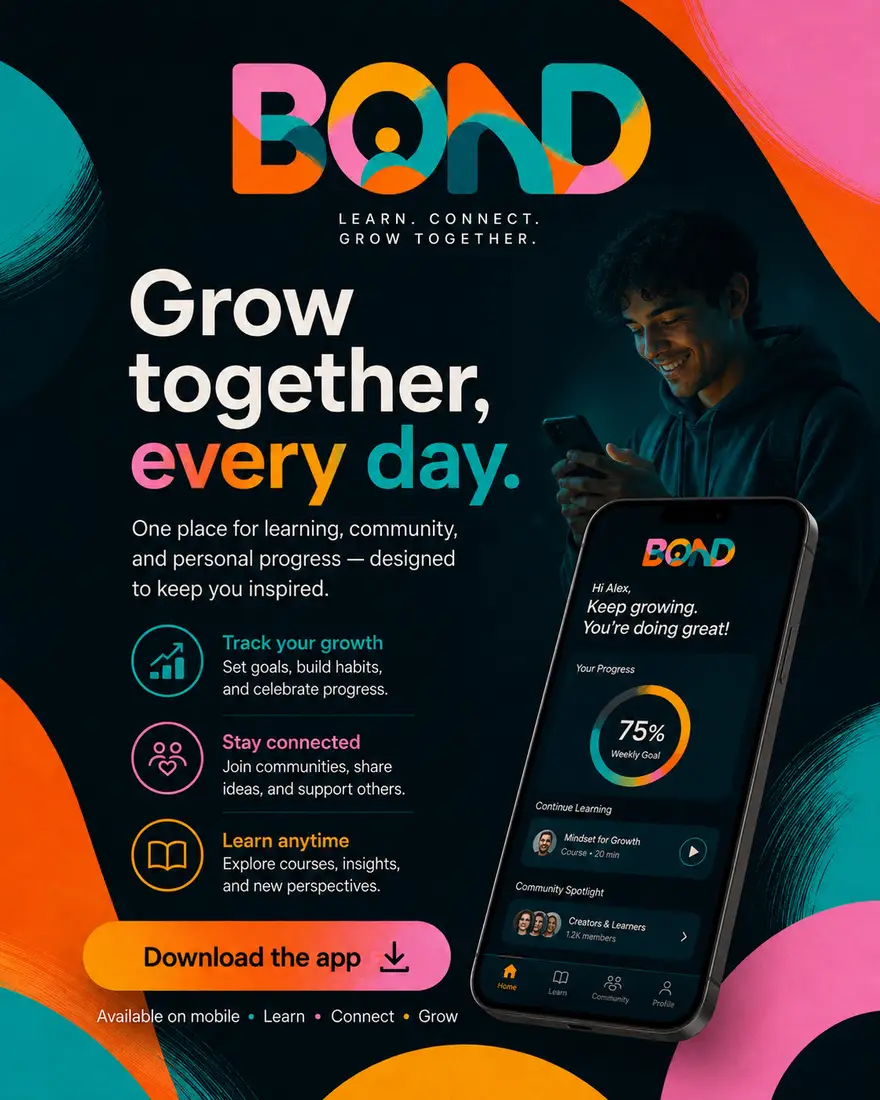 BOND
LEARN. CONNECT.
GROW TOGETHER.
Grow
together,
every day.
One place for learning, community,
and personal progress — designed
to keep you inspired.
Track your growth
Set goals, build habits,
and celebrate progress.
Stay connected
Join communities, share
ideas, and support others.
Learn anytime
Explore courses, insights,
and new perspectives.
Download the app
Available on mobile • Learn • Connect • Grow
BOND
Hi Alex,
Keep growing.
You're doing great!
Your Progress
75%
Weekly Goal
Continue Learning
Mindset for Growth
Course • 20 min
Community Spotlight
Creators & Learners
1.2K members
Home
Learn
Community
Profile